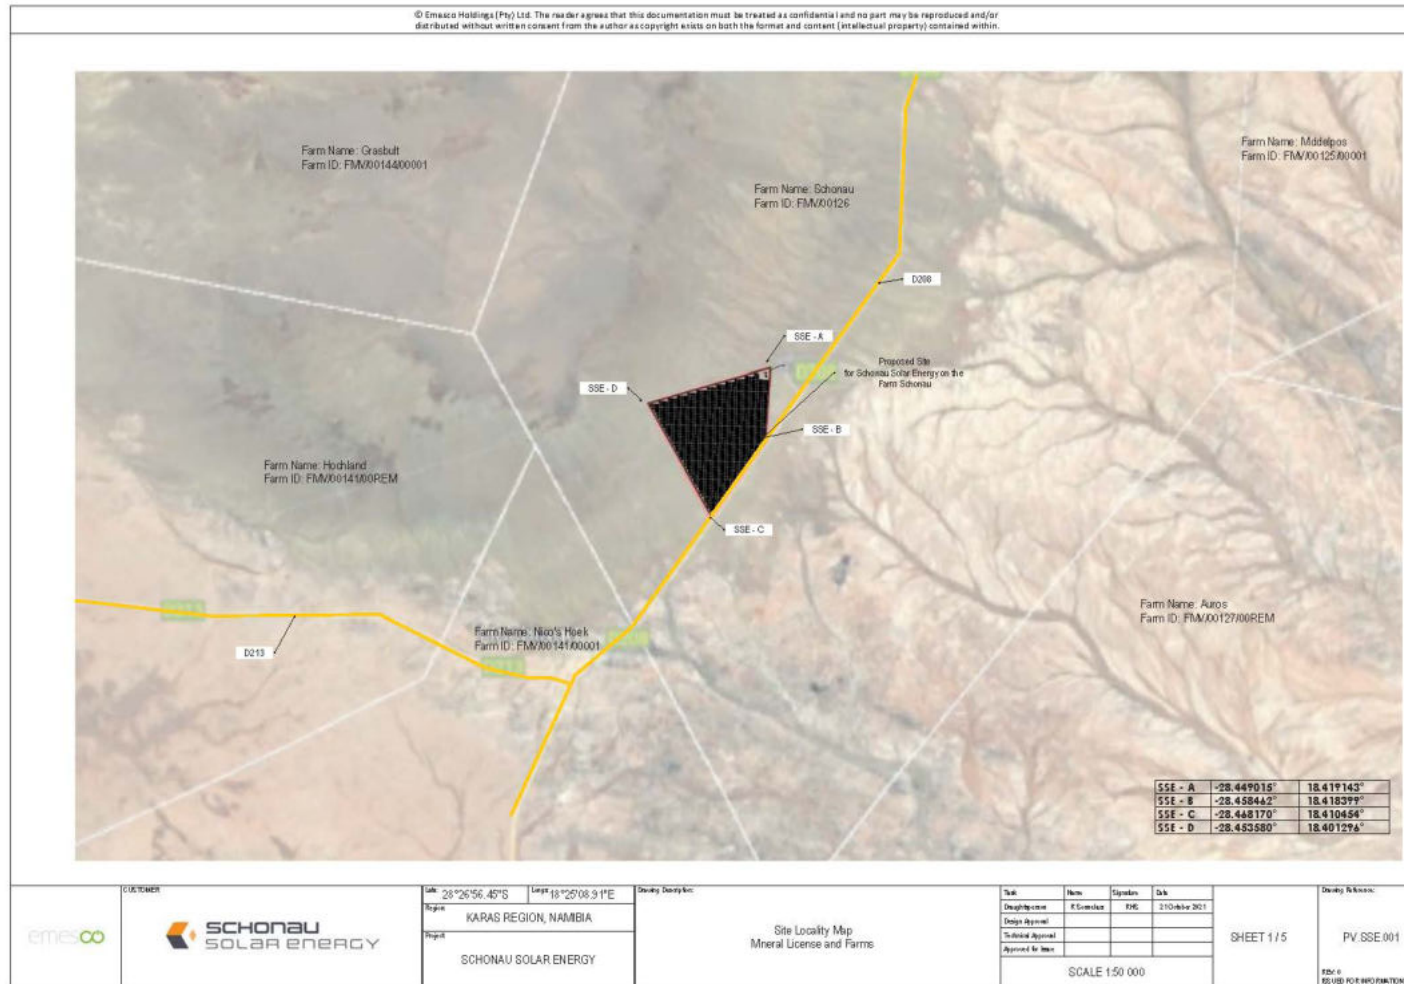 © Emesco Holdings (Pty) Ltd. The reader agrees that this documentation must be treated as confidential and no part may be reproduced and/or
distributed without written consent from the author as copyright exists on both the format and content (intellectual property) contained within.
Farm Name: Grasbult
Farm ID: FMV/00144/00001
Farm Name: Schonau
Farm ID: FMV/00126
Farm Name: Middelpos
Farm ID: FMV/00125/00001
D208
SSE - A
Proposed Site
for Schonau Solar Energy on the
Farm Schonau
SSE - D
SSE - B
Farm Name: Hochland
Farm ID: FMV/00141/00REM
SSE - C
Farm Name: Auros
Farm ID: FMV/00127/00REM
Farm Name: Nico's Hoek
Farm ID: FMV/00141/00001
D213
SSE - A -28.449015° 18.419143°
SSE - B -28.458462° 18.418399°
SSE - C -28.468170° 18.410454°
SSE - D -28.453580° 18.401296°
emesco
CUSTOMER
SCHONAU
SOLAR ENERGY
28°26'56.45"S
18°25'08.91"E
Region
KARAS REGION, NAMIBIA
Project
SCHONAU SOLAR ENERGY
Drawing Description:
Site Locality Map
Mineral License and Farms
Task Name Signature Date
Draughtsperson RHS 21 October 2021
Design Approval
Technical Approval
Approved for Issue
SCALE 1:50 000
SHEET 1 / 5
Drawing Reference:
PV.SSE.001
REV: 0
ISSUED FOR INFORMATION